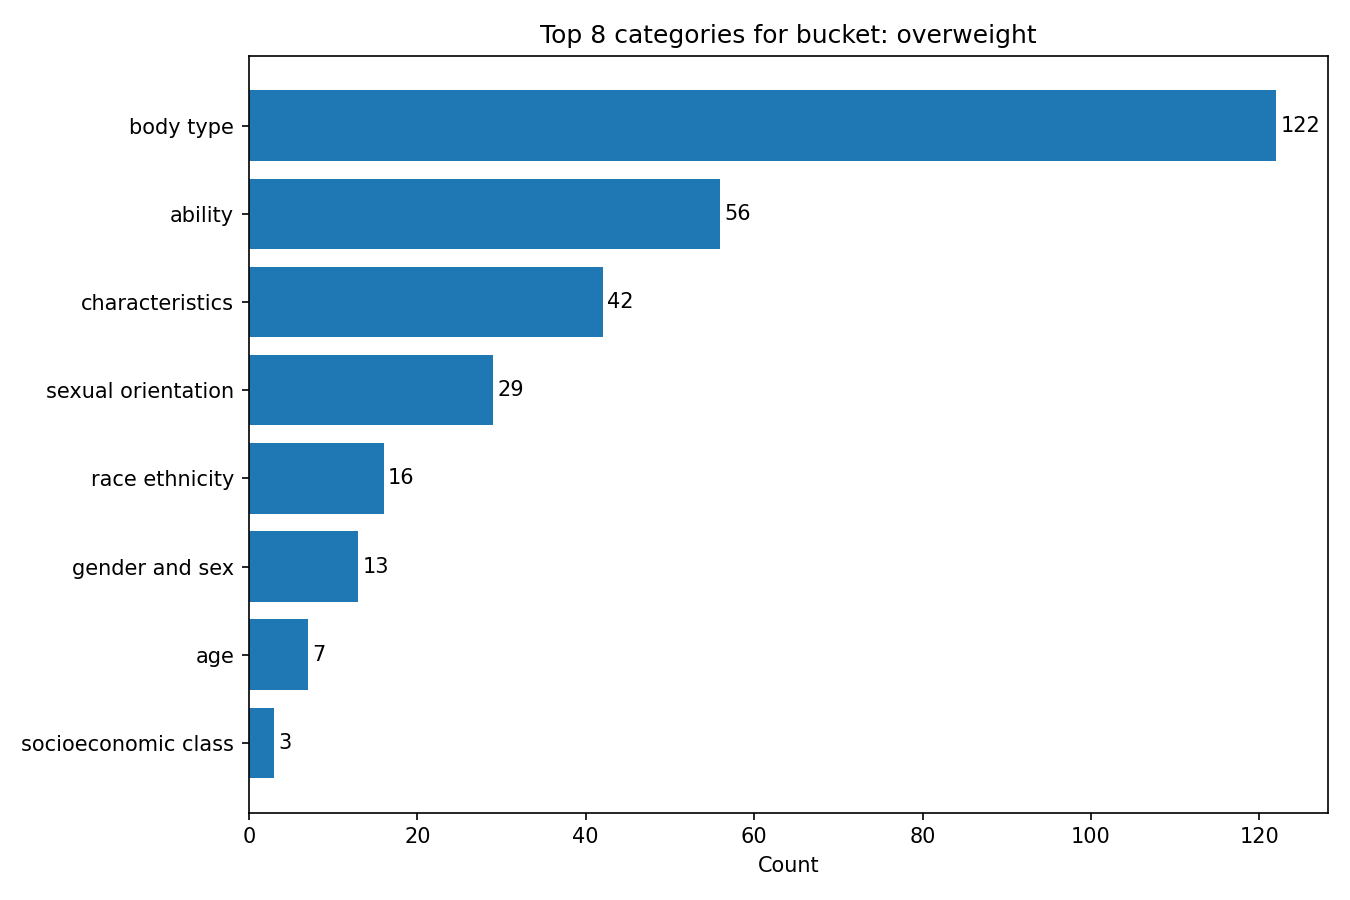 Top 8 categories for bucket: overweight
body type
122
ability
56
characteristics
42
sexual orientation
29
race ethnicity
16
gender and sex
13
age
7
socioeconomic class
3
0 20 40 60 80 100 120
Count